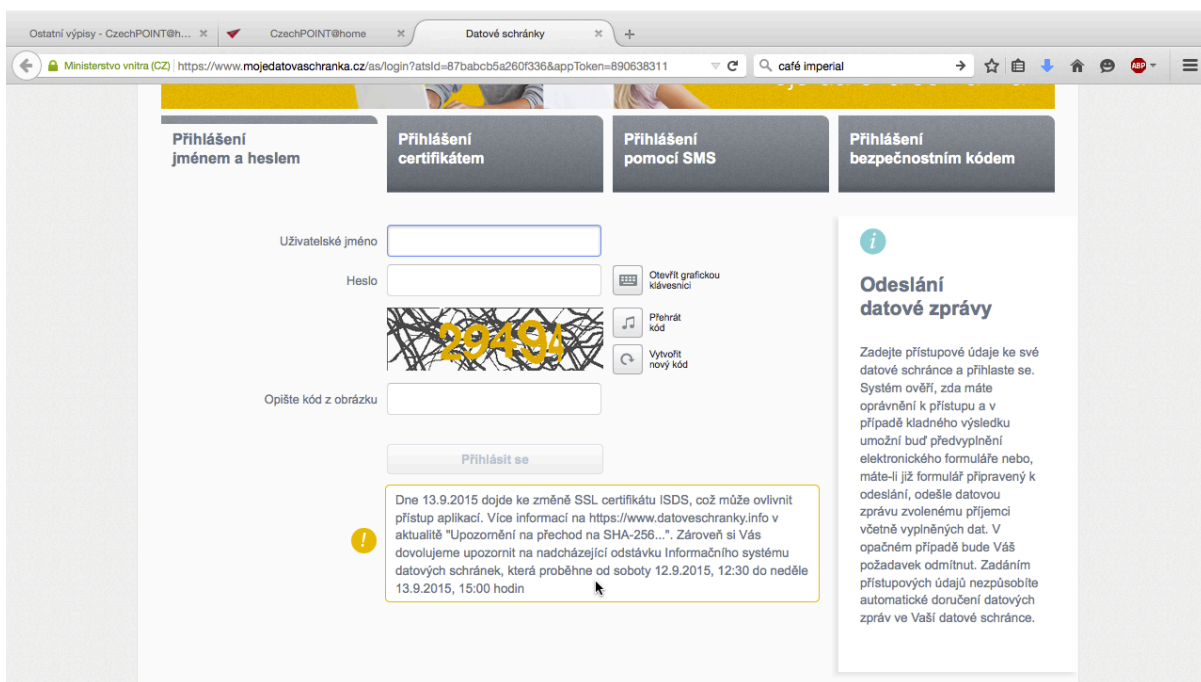 Ostatní výpisy - CzechPOINT@h...
CzechPOINT@home
Datové schránky
Ministerstvo vnitra (CZ)
https://www.mojedatovaschranka.cz/as/login?atsId=87babcb5a260f336&appToken=890638311
café imperial
ABP
Přihlášení
jménem a heslem
Přihlášení
certifikátem
Přihlášení
pomocí SMS
Přihlášení
bezpečnostním kódem
Uživatelské jméno
Heslo
Otevřít grafickou
klávesnici
29494
Přehrát
kód
Vytvořit
nový kód
Opište kód z obrázku
Přihlásit se
Dne 13.9.2015 dojde ke změně SSL certifikátu ISDS, což může ovlivnit
přístup aplikací. Více informací na https://www.datoveschranky.info v
aktualitě "Upozornění na přechod na SHA-256...". Zároveň si Vás
dovolujeme upozornit na nadcházející odstávku Informačního systému
datových schránek, která proběhne od soboty 12.9.2015, 12:30 do neděle
13.9.2015, 15:00 hodin
Odeslání
datové zprávy
Zadejte přístupové údaje ke své
datové schránce a přihlaste se.
Systém ověří, zda máte
oprávnění k přístupu a v
případě kladného výsledku
umožní buď předvyplnění
elektronického formuláře nebo,
máte-li již formulář připravený k
odeslání, odešle datovou
zprávu zvolenému příjemci
včetně vyplněných dat. V
opačném případě bude Váš
požadavek odmítnut. Zadáním
přístupových údajů nezpůsobíte
automatické doručení datových
zpráv ve Vaší datové schránce.